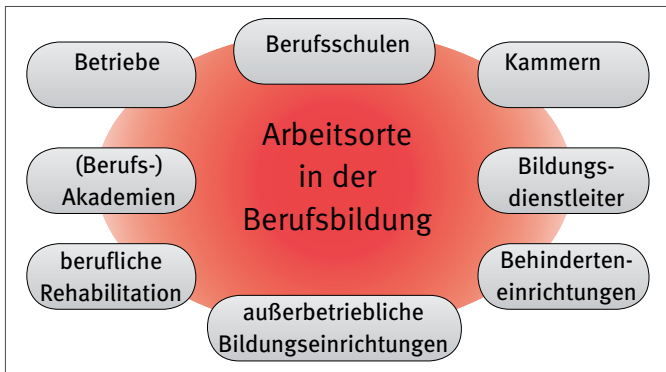 Betriebe
Berufsschulen
Kammern
Arbeitsorte
in der
Berufsbildung
(Berufs-)
Akademien
Bildungs-
dienstleiter
berufliche
Rehabilitation
Behinderten-
einrichtungen
außerbetriebliche
Bildungseinrichtungen